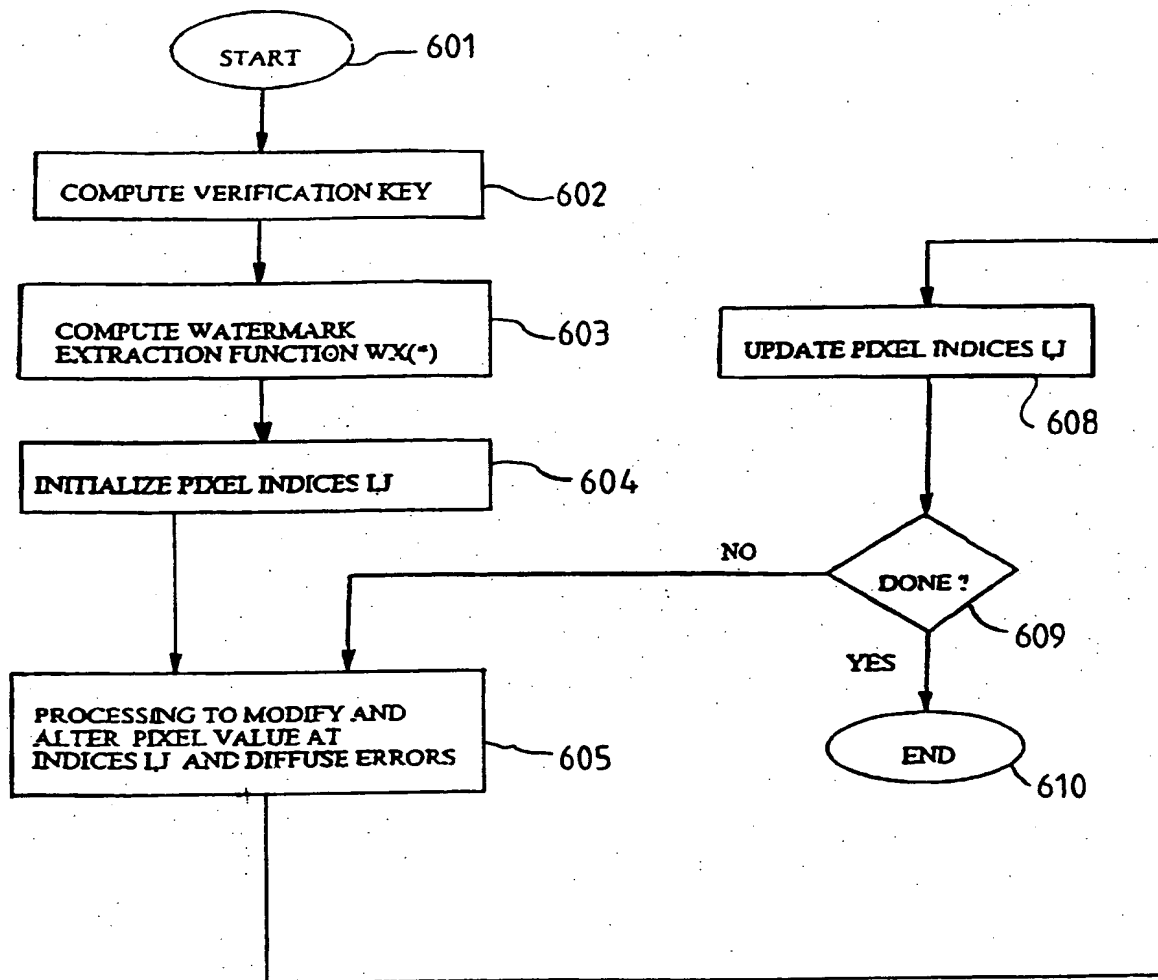 START
601
COMPUTE VERIFICATION KEY
602
COMPUTE WATERMARK
EXTRACTION FUNCTION WX(*)
603
INITIALIZE PIXEL INDICES I,J
604
PROCESSING TO MODIFY AND
ALTER PIXEL VALUE AT
INDICES I,J AND DIFFUSE ERRORS
605
UPDATE PIXEL INDICES I,J
608
DONE ?
609
NO
YES
END
610